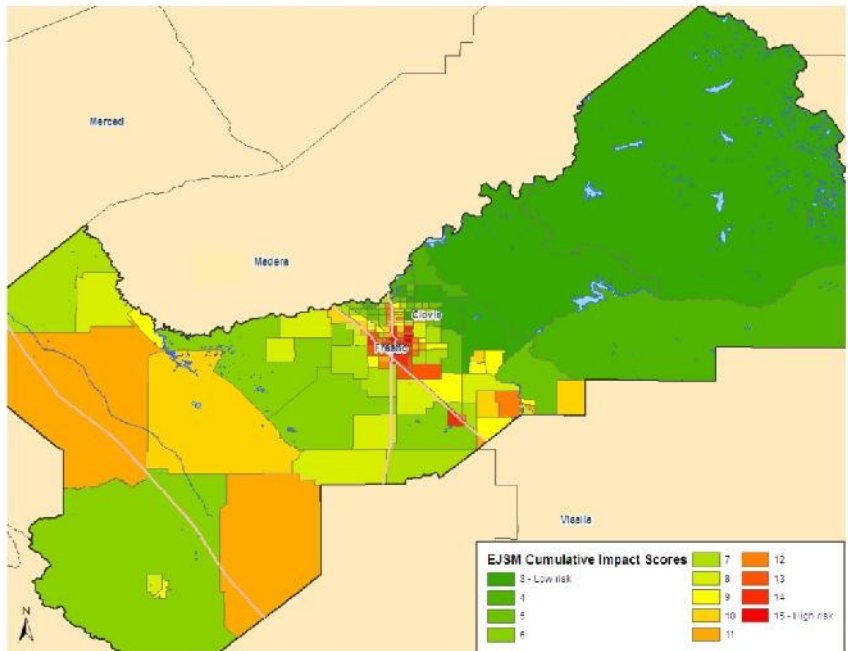 Merced
Madera
Clovis
Fresno
Visalia
N
EJSM Cumulative Impact Scores
3 - Low risk
4
5
6
7
8
9
10
11
12
13
14
15 - High risk